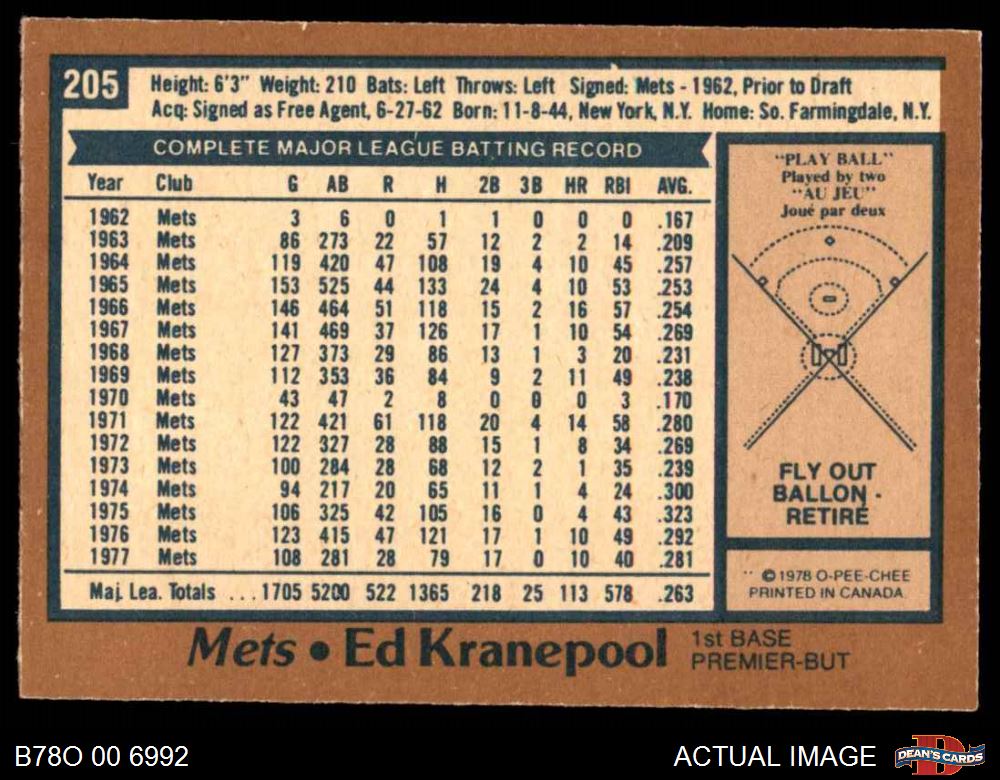 205
Height: 6'3" Weight: 210 Bats: Left Throws: Left Signed: Mets - 1962, Prior to Draft
Acq: Signed as Free Agent, 6-27-62 Born: 11-8-44, New York, N.Y. Home: So. Farmingdale, N.Y.
COMPLETE MAJOR LEAGUE BATTING RECORD
Year Club G AB R H 2B 3B HR RBI AVG.
1962 Mets 3 6 0 1 1 0 0 0 .167
1963 Mets 86 273 22 57 12 2 2 14 .209
1964 Mets 119 420 47 108 19 4 10 45 .257
1965 Mets 153 525 44 133 24 4 10 53 .253
1966 Mets 146 464 51 118 15 2 16 57 .254
1967 Mets 141 469 37 126 17 1 10 54 .269
1968 Mets 127 373 29 86 13 1 3 20 .231
1969 Mets 112 353 36 84 9 2 11 49 .238
1970 Mets 43 47 2 8 0 0 0 3 .170
1971 Mets 122 421 61 118 20 4 14 58 .280
1972 Mets 122 327 28 88 15 1 8 34 .269
1973 Mets 100 284 28 68 12 2 1 35 .239
1974 Mets 94 217 20 65 11 1 4 24 .300
1975 Mets 106 325 42 105 16 0 4 43 .323
1976 Mets 123 415 47 121 17 1 10 49 .292
1977 Mets 108 281 28 79 17 0 10 40 .281
Maj. Lea. Totals ...1705 5200 522 1365 218 25 113 578 .263
"PLAY BALL"
Played by two
"AU JEU"
Joué par deux
FLY OUT
BALLON -
RETIRÉ
©1978 O-PEE-CHEE
PRINTED IN CANADA
Mets • Ed Kranepool
1st BASE
PREMIER-BUT
B78O 00 6992
ACTUAL IMAGE
DEAN'S CARDS